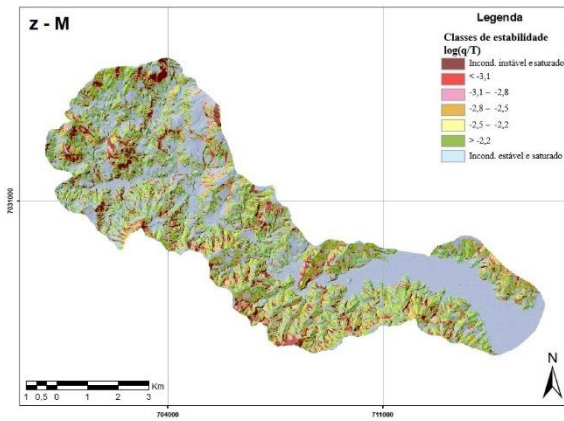 z - M
Legenda
Classes de estabilidade
log(q/T)
Incond. instável e saturado
< -3,1
-3,1 – -2,8
-2,8 – -2,5
-2,5 – -2,2
> -2,2
Incond. estável e saturado
7031000
N
Km
1 0.5 0 1 2 3
704000 711000